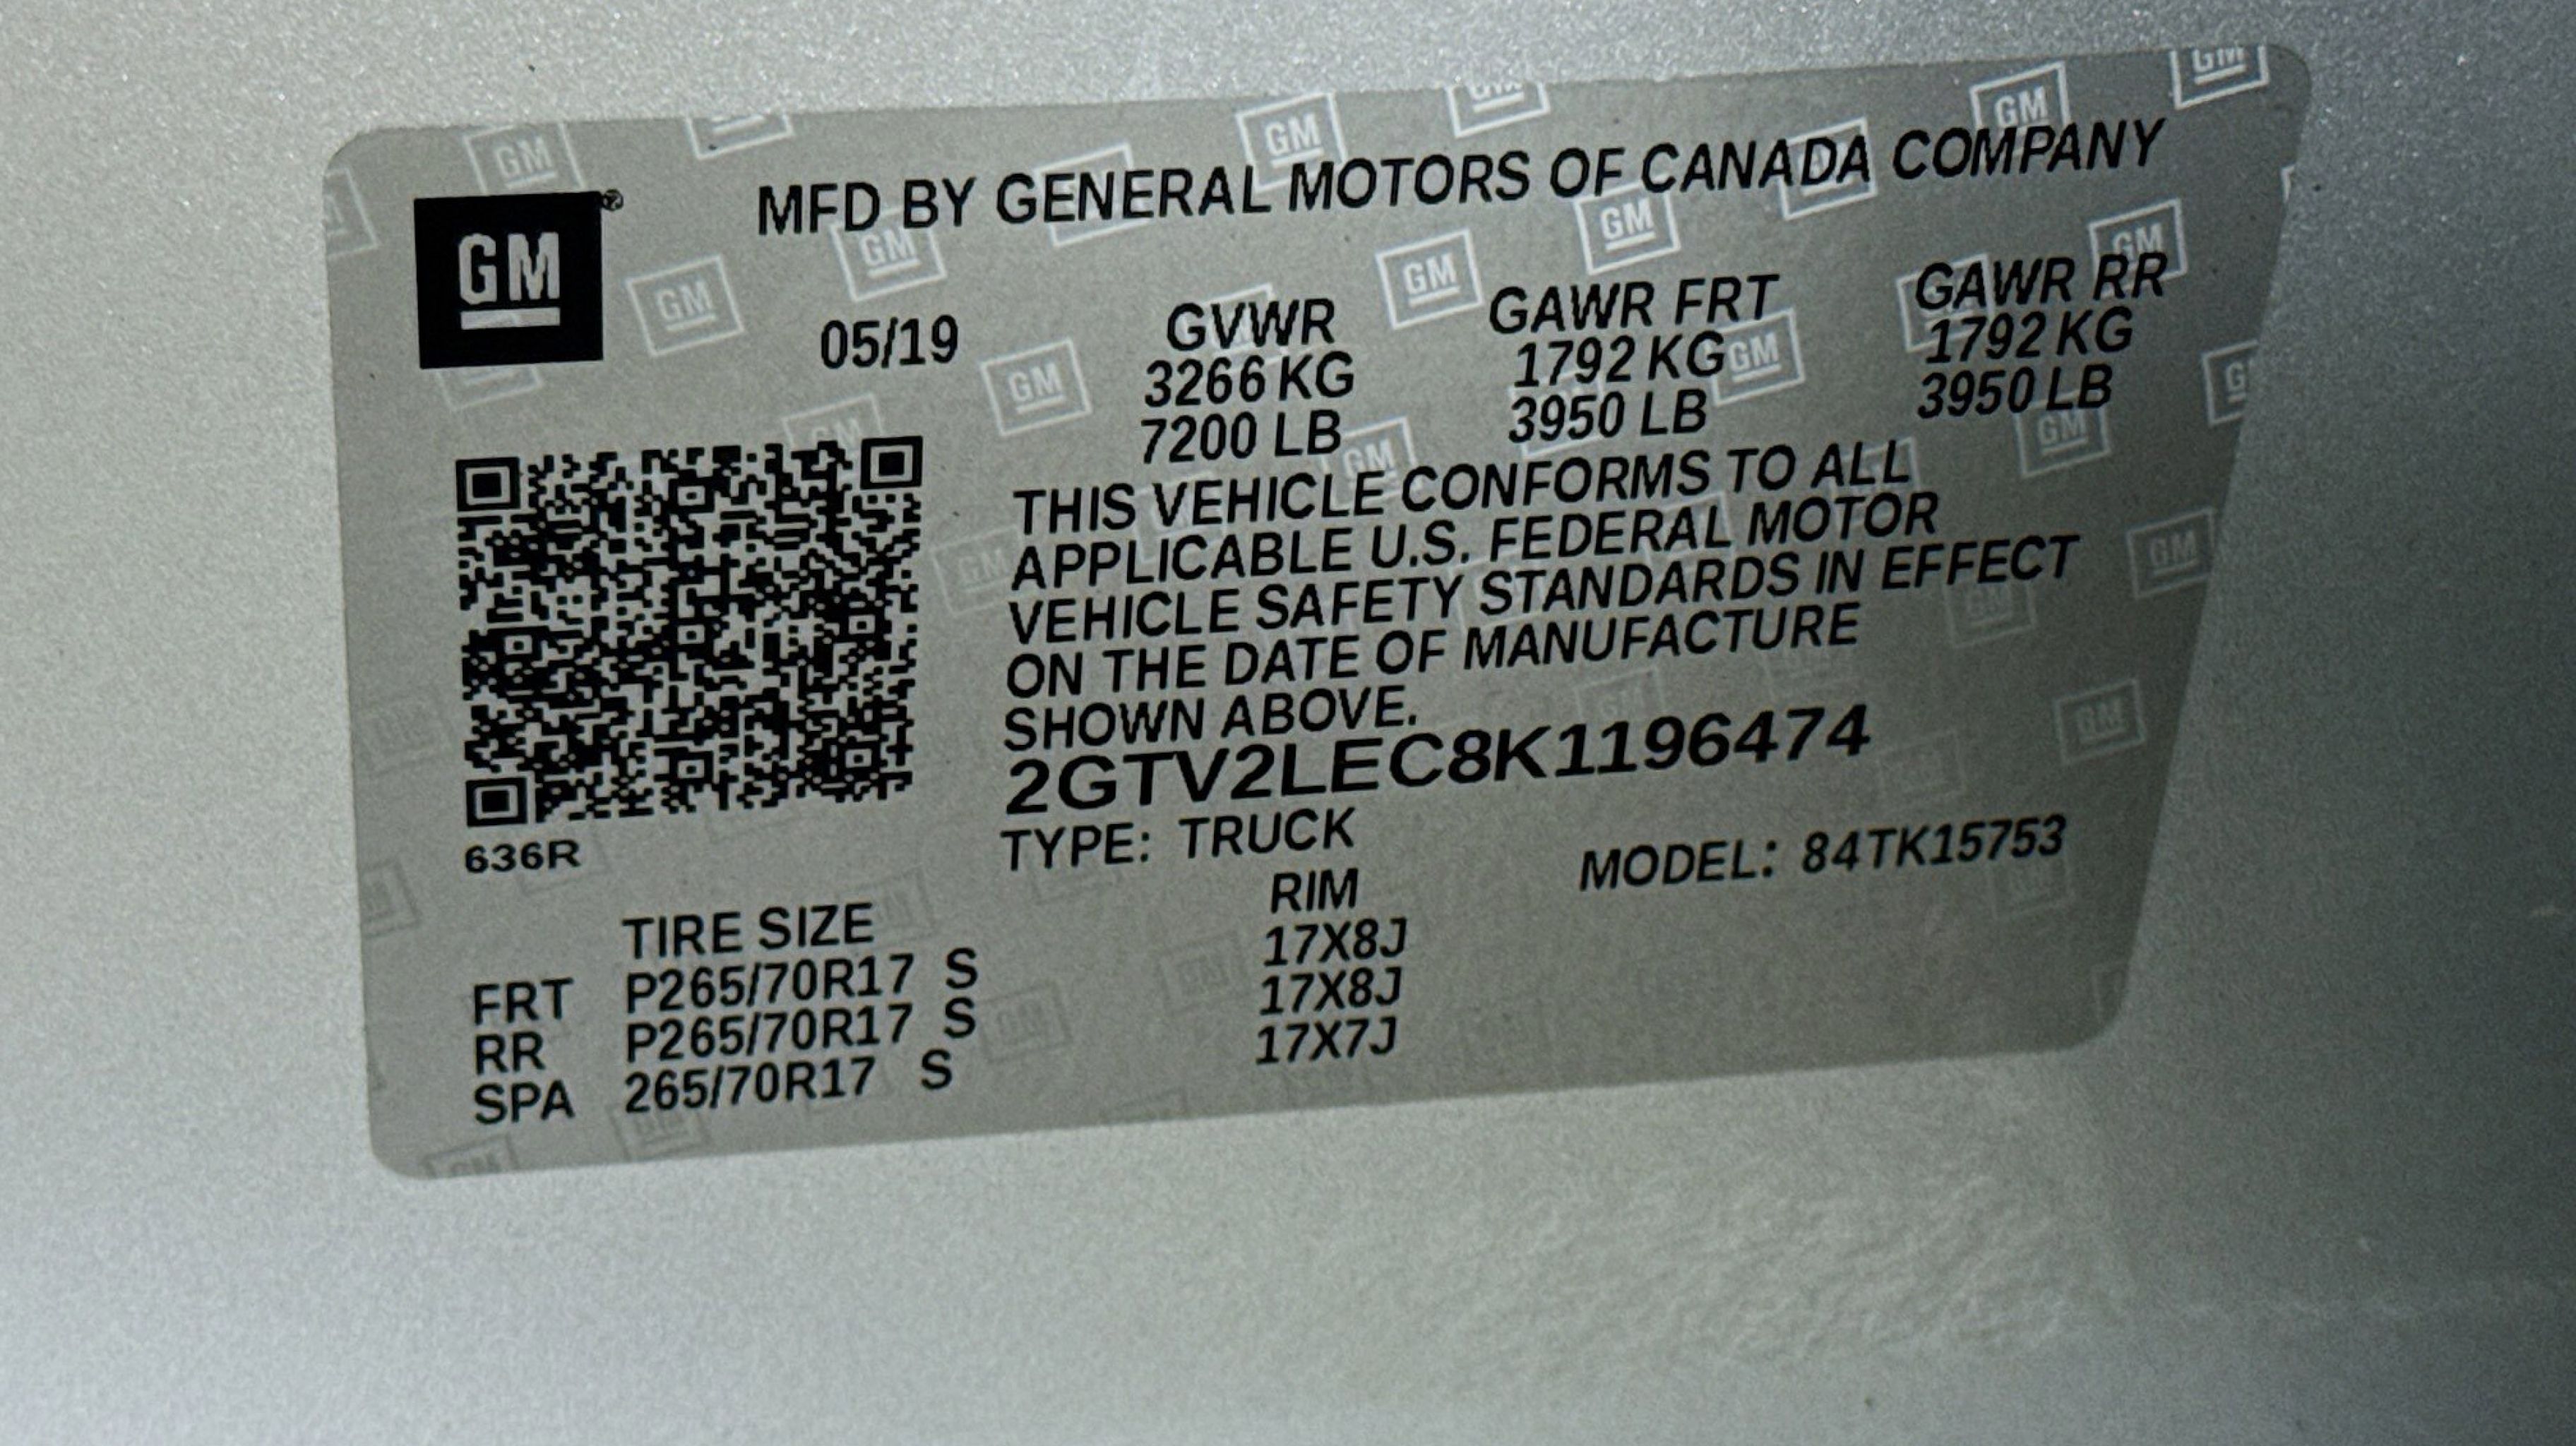 GM
MFD BY GENERAL MOTORS OF CANADA COMPANY
05/19
GVWR
3266 KG
7200 LB
GAWR FRT
1792 KG
3950 LB
GAWR RR
1792 KG
3950 LB
THIS VEHICLE CONFORMS TO ALL
APPLICABLE U.S. FEDERAL MOTOR
VEHICLE SAFETY STANDARDS IN EFFECT
ON THE DATE OF MANUFACTURE
SHOWN ABOVE.
2GTV2LEC8K1196474
TYPE: TRUCK
MODEL: 84TK15753
636R
TIRE SIZE RIM
FRT P265/70R17 S 17X8J
RR P265/70R17 S 17X8J
SPA 265/70R17 S 17X7J